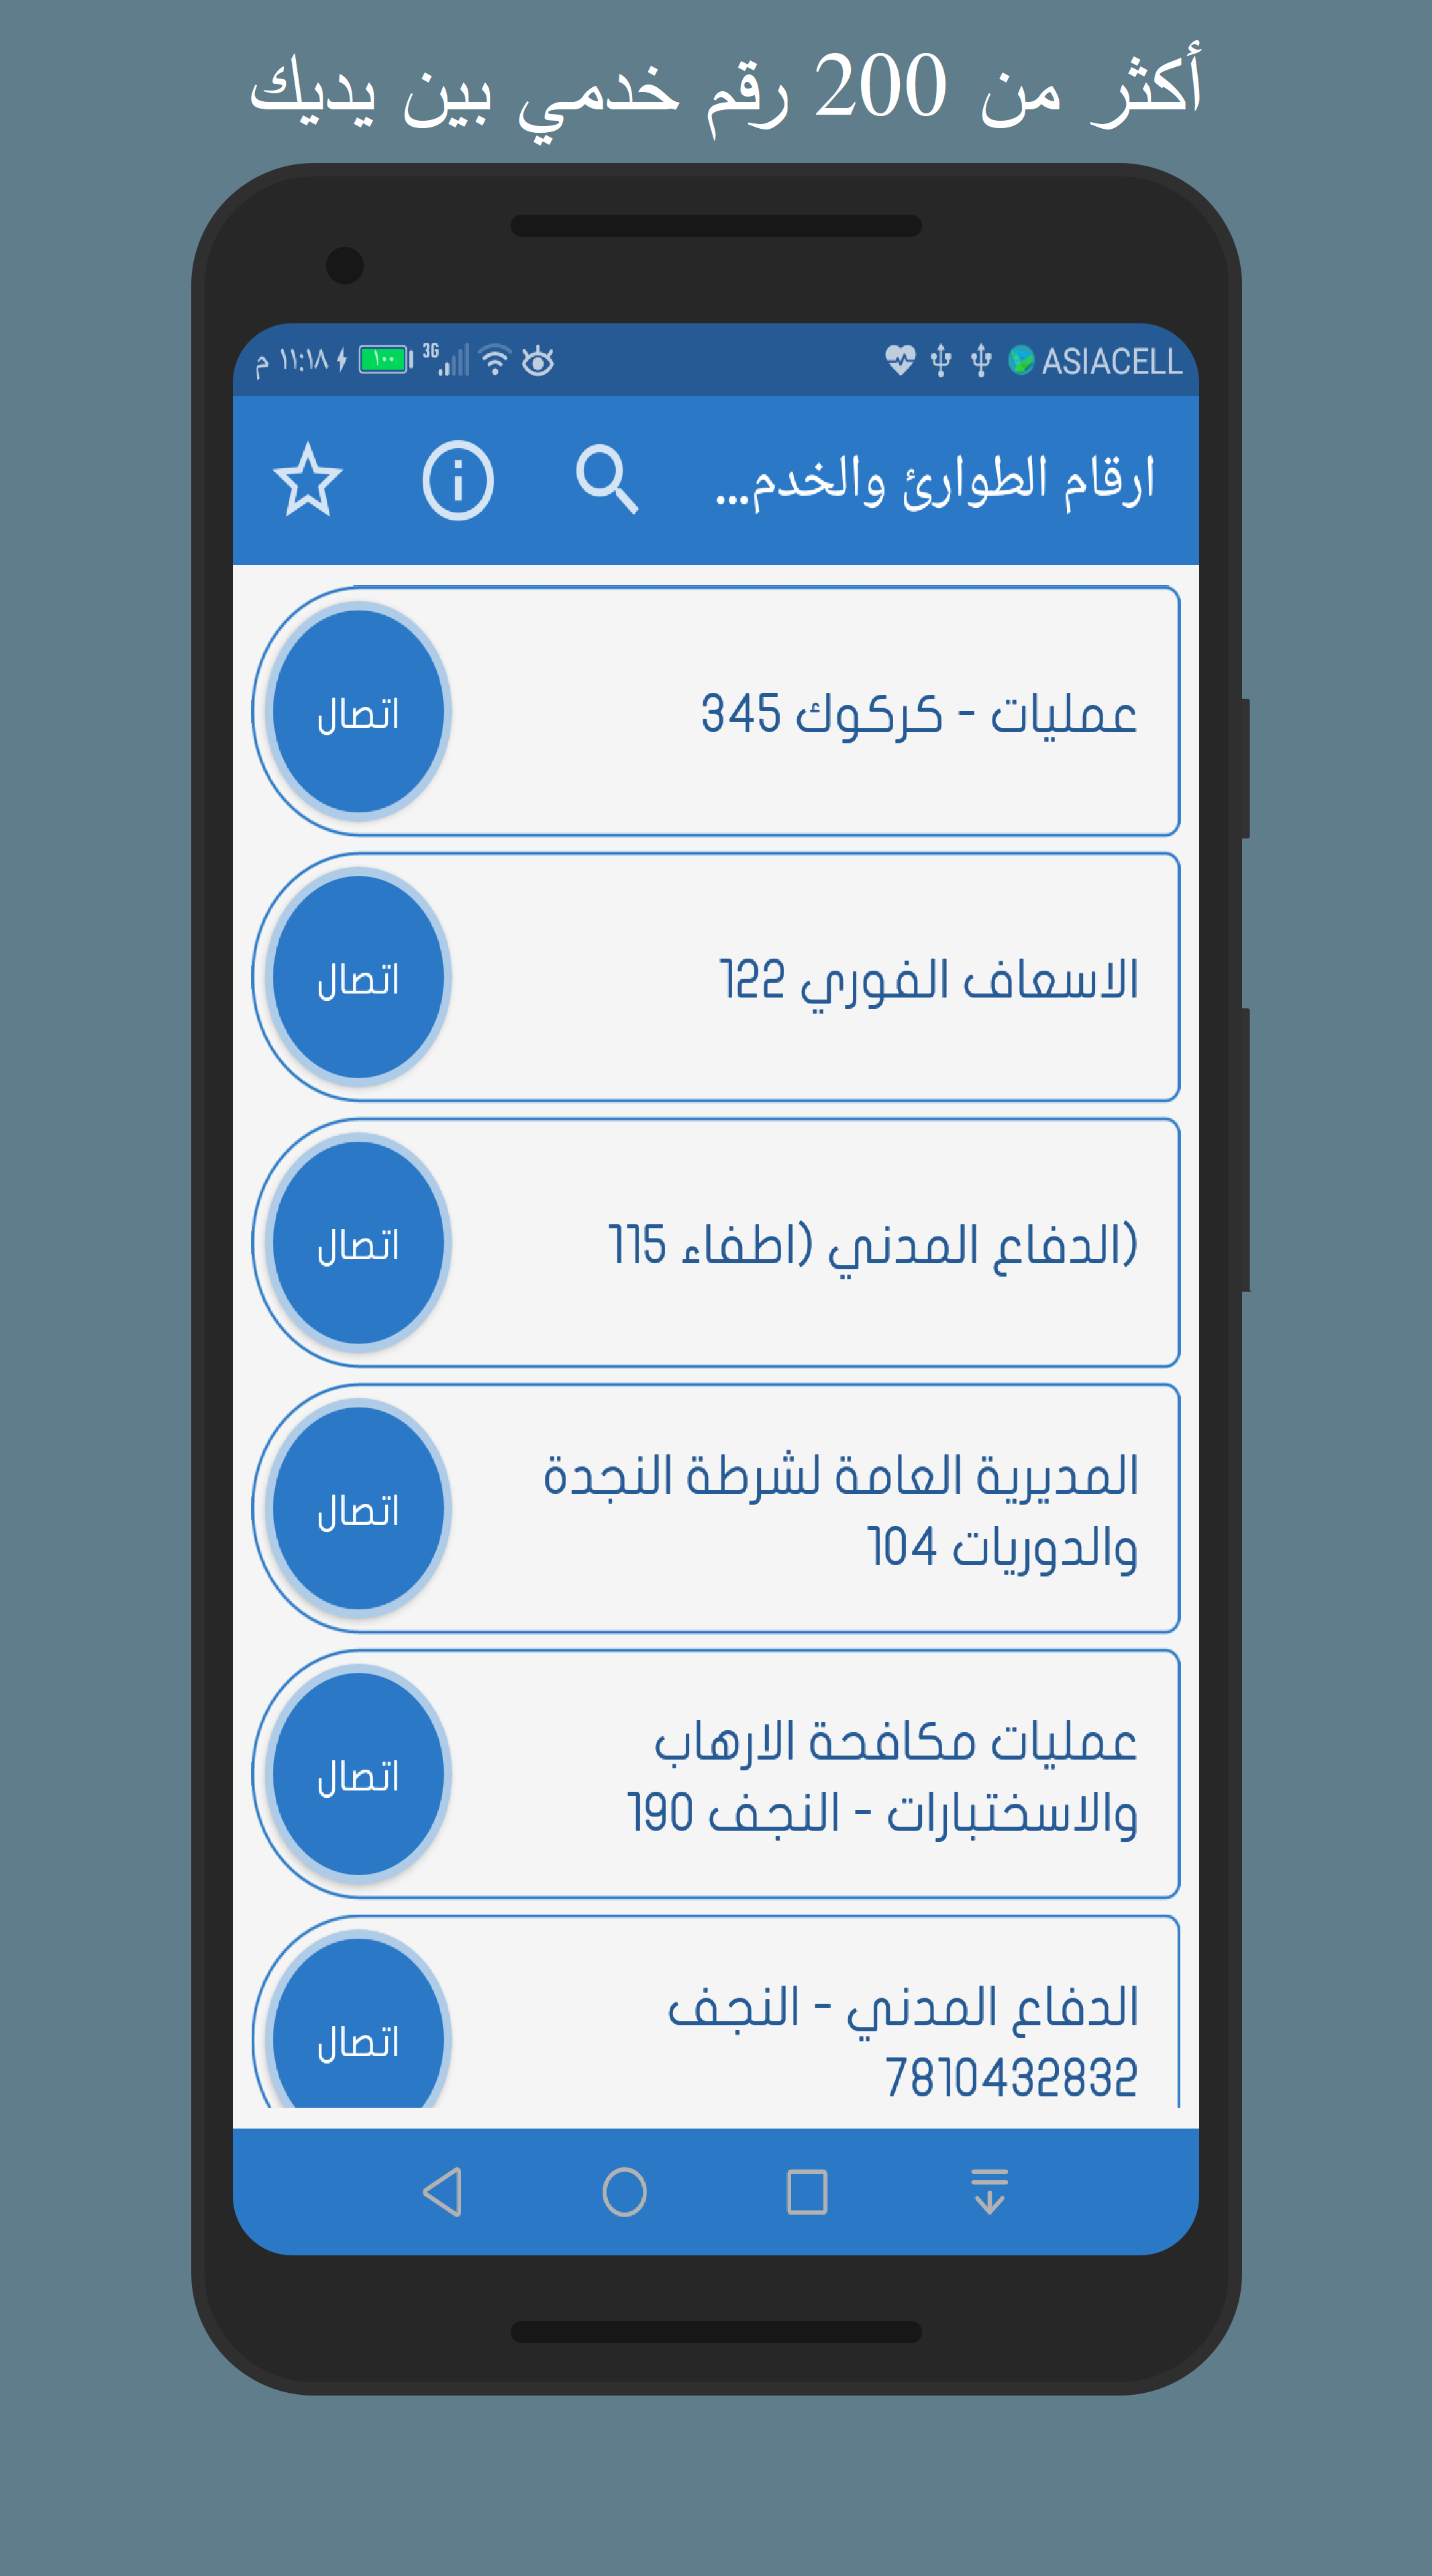 أكثر من 200 رقم خدمي بين يديك
ASIACELL
3G
١٠٠
١١:١٨ م
ارقام الطوارئ والخدم...
عمليات - كركوك 345
اتصال
الاسعاف الفوري 122
اتصال
(الدفاع المدني (اطفاء 115
اتصال
المديرية العامة لشرطة النجدة
والدوريات 104
اتصال
عمليات مكافحة الارهاب
والاسختبارات - النجف 190
اتصال
الدفاع المدني - النجف
7810432832
اتصال